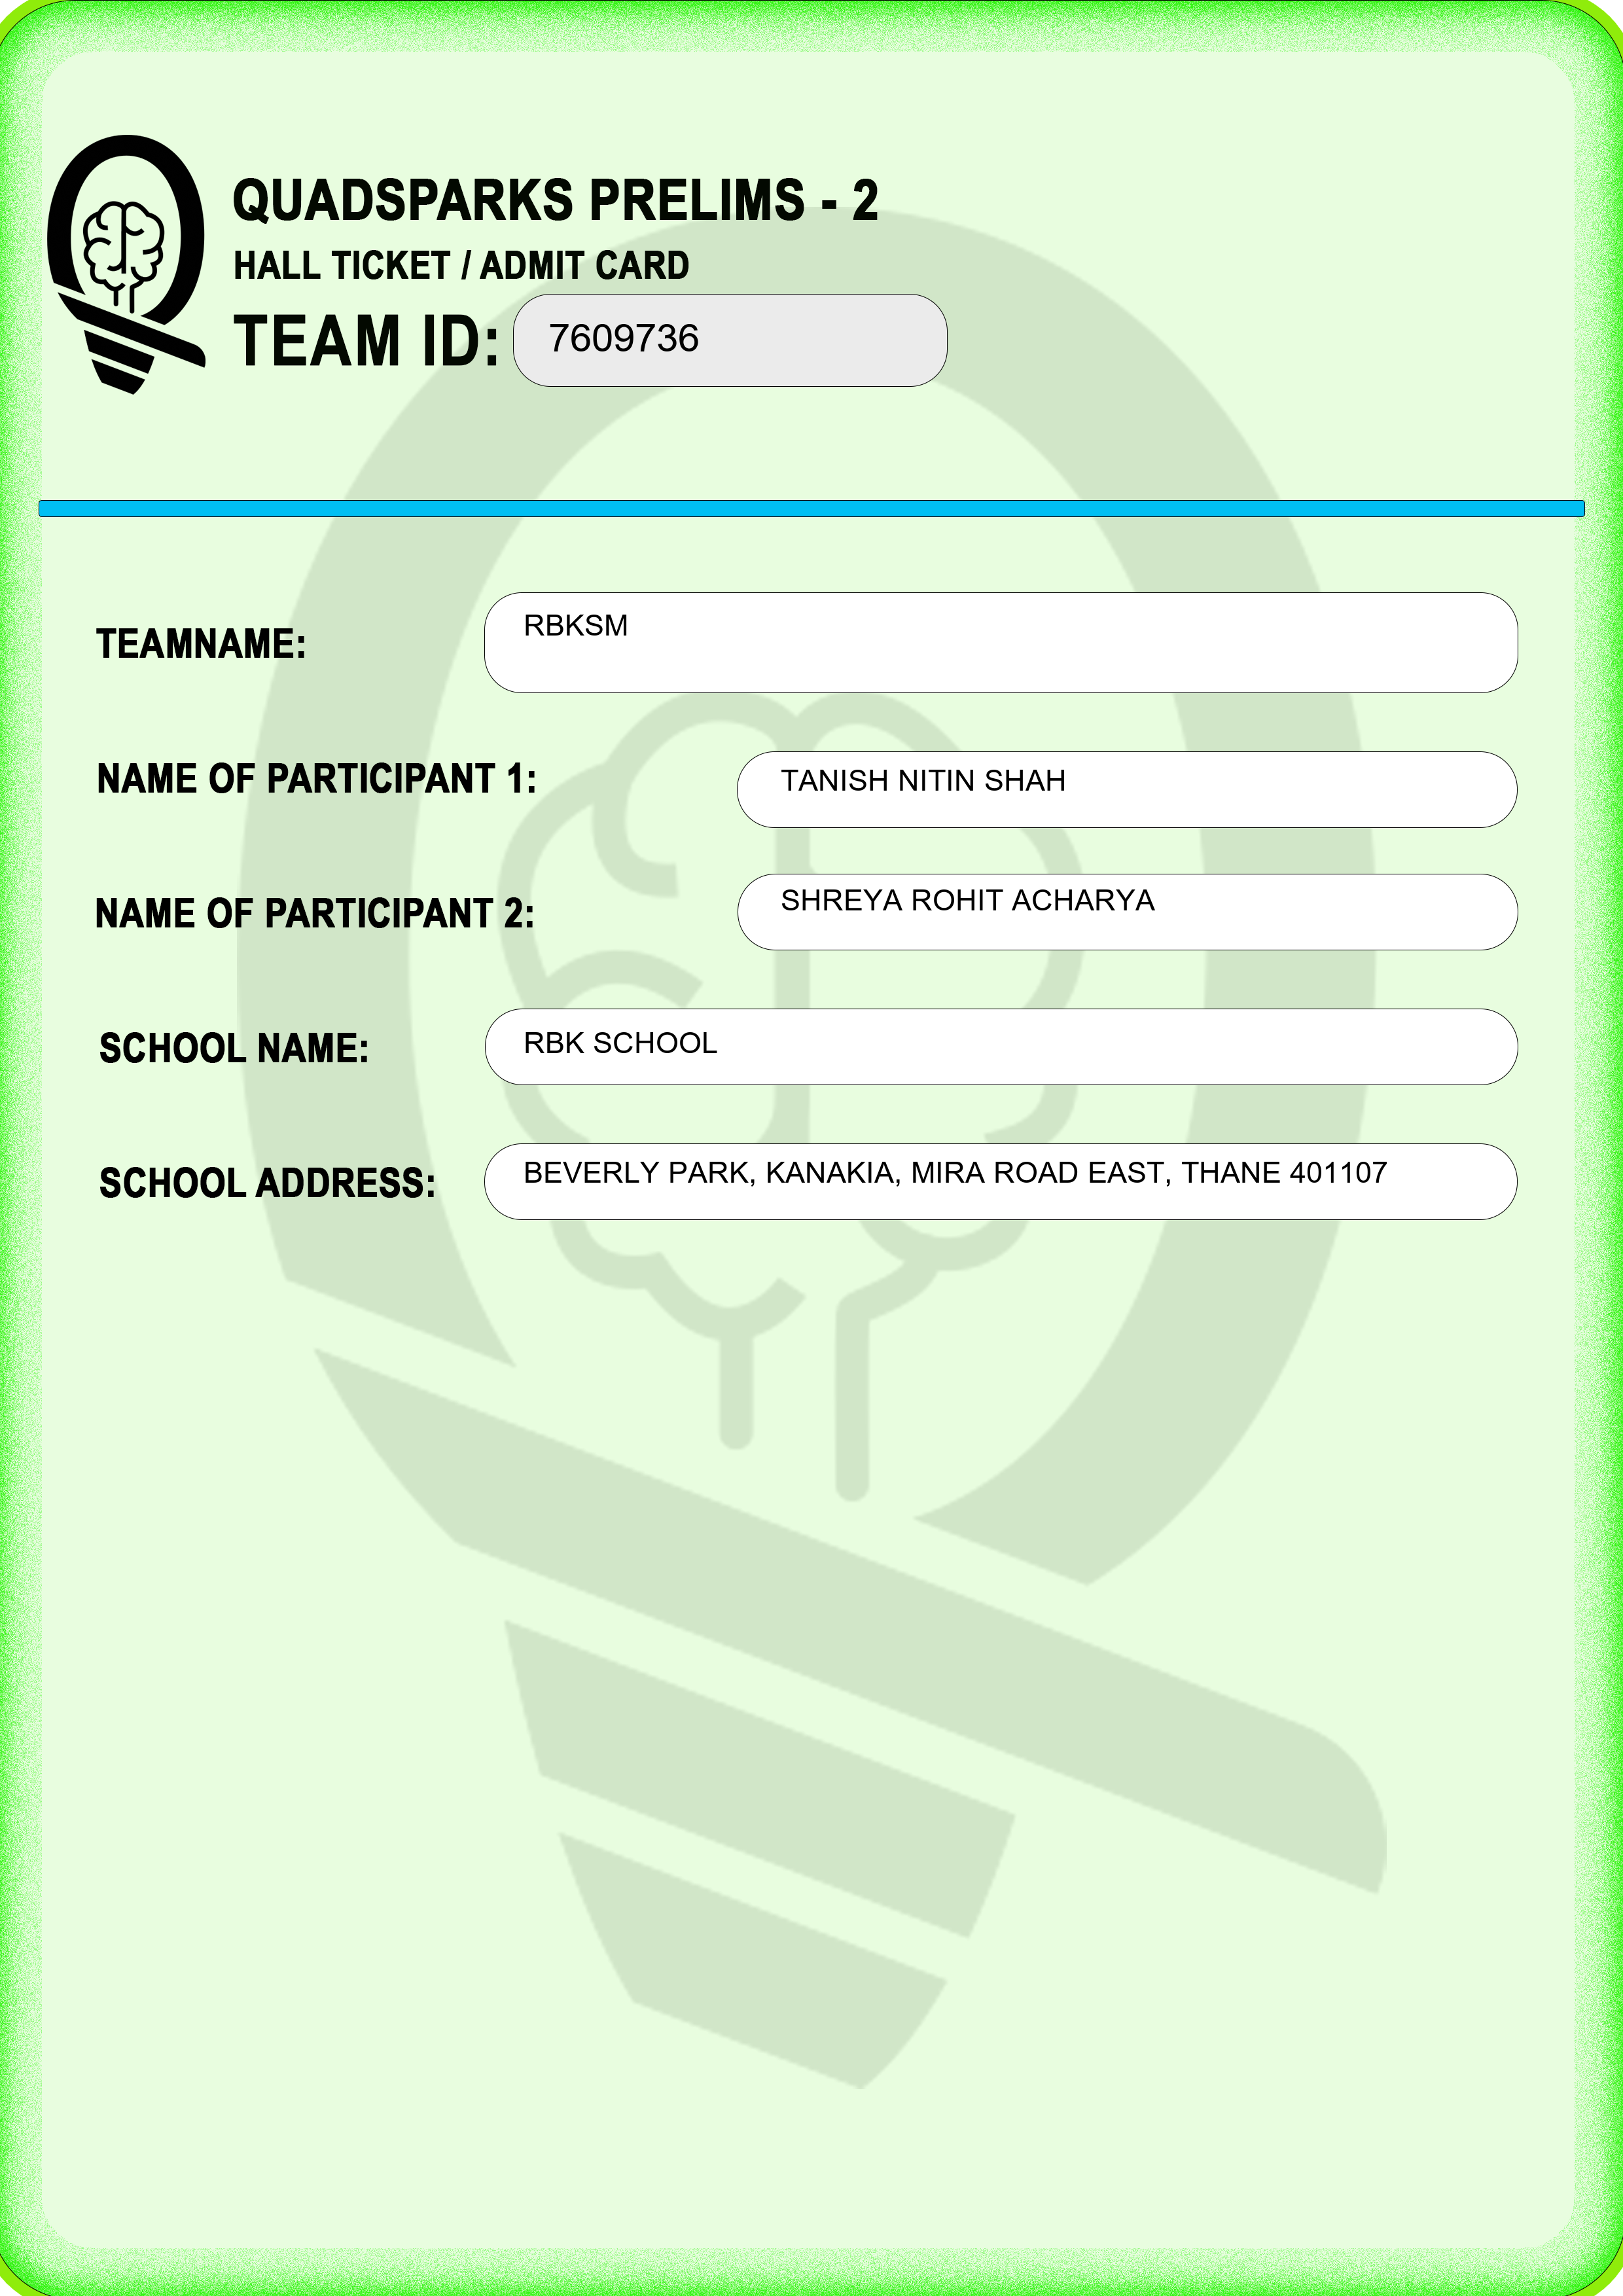 QUADSPARKS PRELIMS - 2
HALL TICKET / ADMIT CARD
TEAM ID: 7609736
TEAMNAME: RBKSM
NAME OF PARTICIPANT 1: TANISH NITIN SHAH
NAME OF PARTICIPANT 2: SHREYA ROHIT ACHARYA
SCHOOL NAME: RBK SCHOOL
SCHOOL ADDRESS: BEVERLY PARK, KANAKIA, MIRA ROAD EAST, THANE 401107